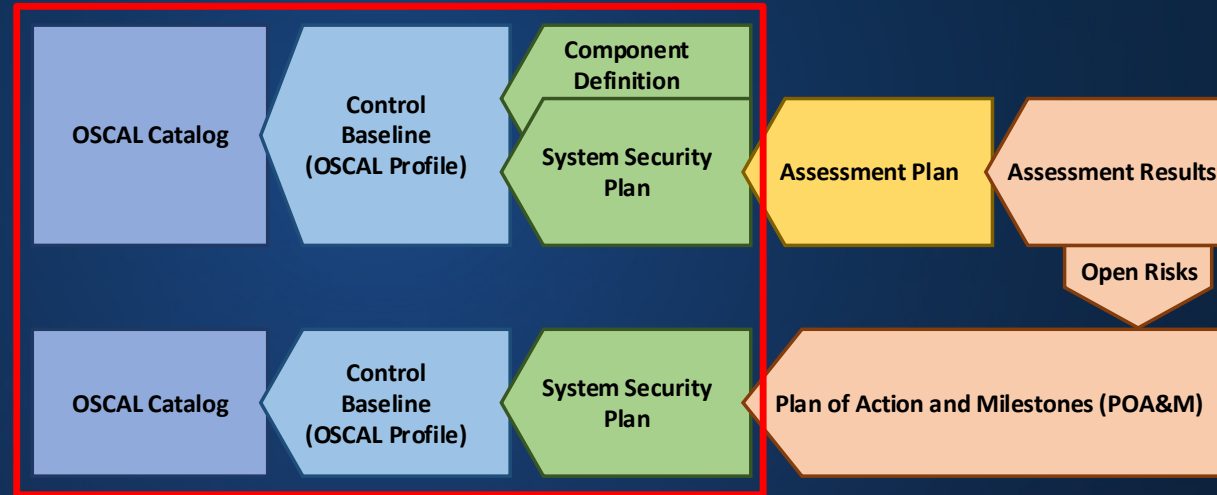 OSCAL Catalog
Control
Baseline
(OSCAL Profile)
Component
Definition
System Security
Plan
Assessment Plan
Assessment Results
Open Risks
OSCAL Catalog
Control
Baseline
(OSCAL Profile)
System Security
Plan
Plan of Action and Milestones (POA&M)